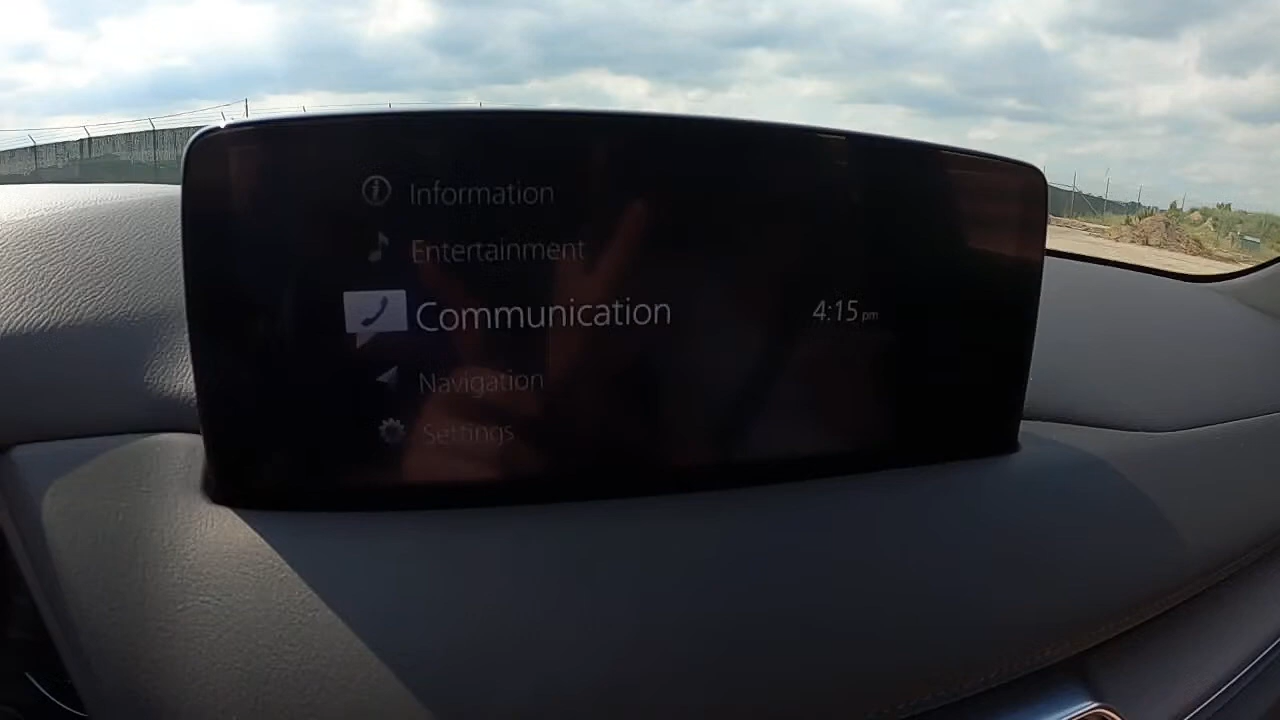 Information
Entertainment
Communication
4:15 pm
Navigation
Settings